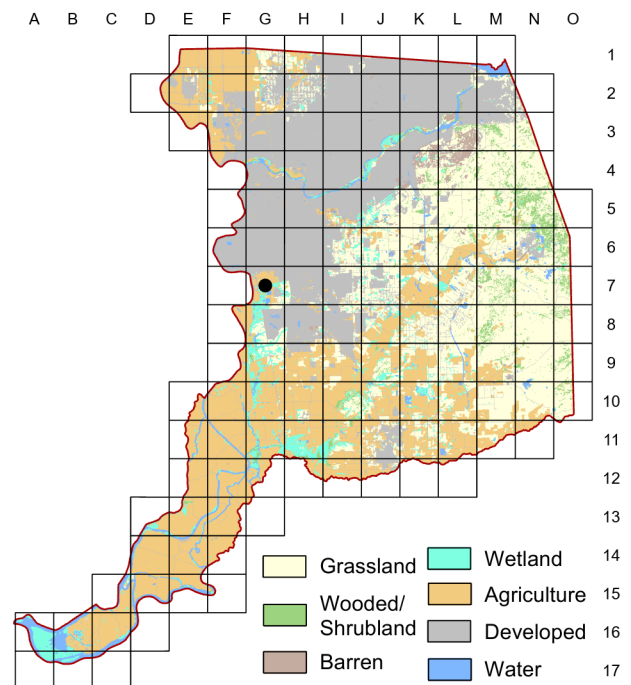 A B C D E F G H I J K L M N O
1
2
3
4
5
6
7
8
9
10
11
12
13
14
15
16
17
Grassland
Wooded/
Shrubland
Barren
Wetland
Agriculture
Developed
Water